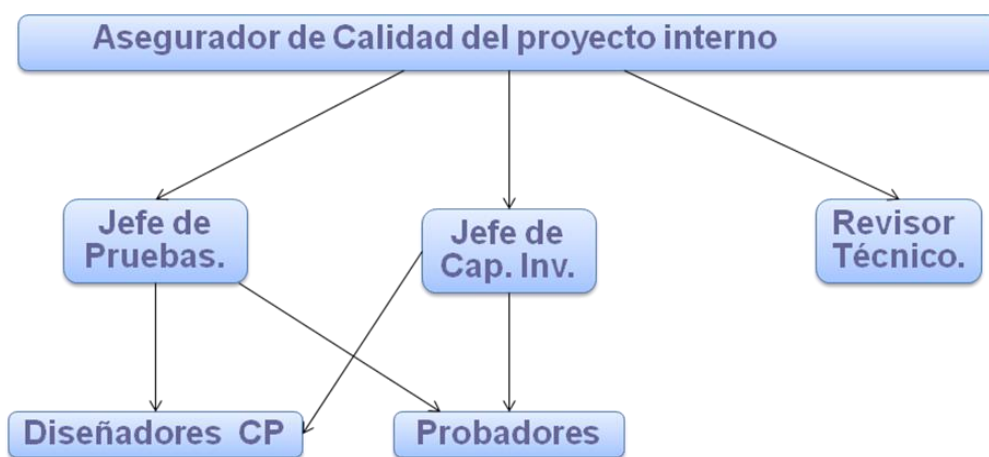 Asegurador de Calidad del proyecto interno
Jefe de
Pruebas.
Jefe de
Cap. Inv.
Revisor
Técnico.
Diseñadores CP
Probadores